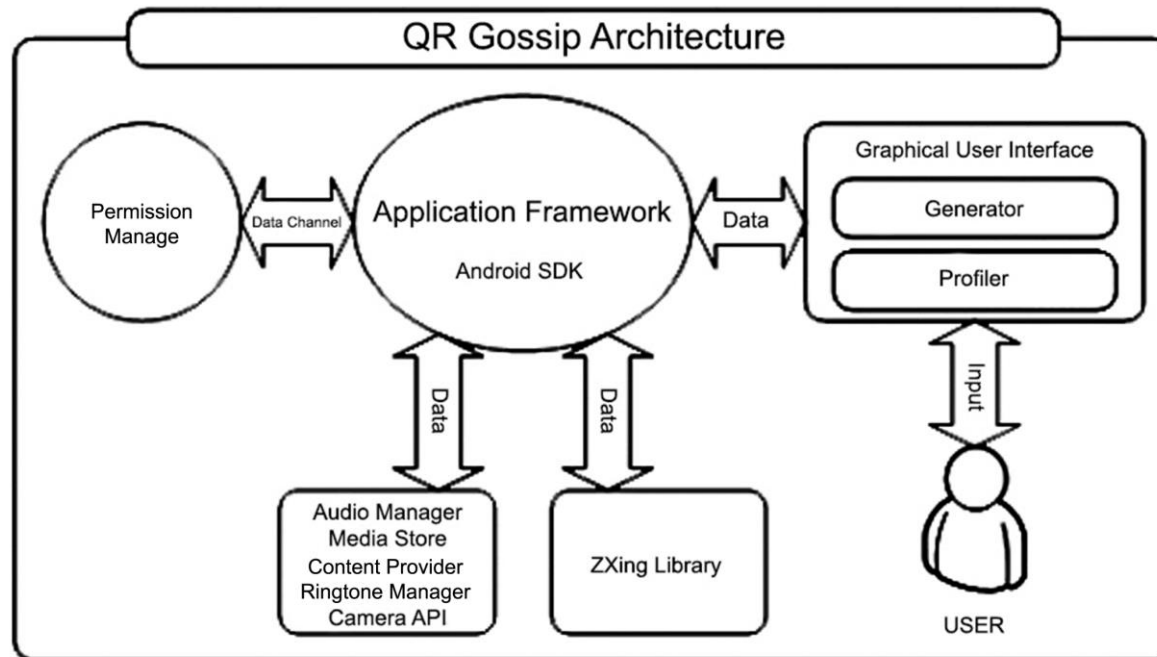 QR Gossip Architecture
Permission
Manage
Data Channel
Application Framework
Android SDK
Data
Graphical User Interface
Generator
Profiler
Data
Data
Input
Audio Manager
Media Store
Content Provider
Ringtone Manager
Camera API
ZXing Library
USER